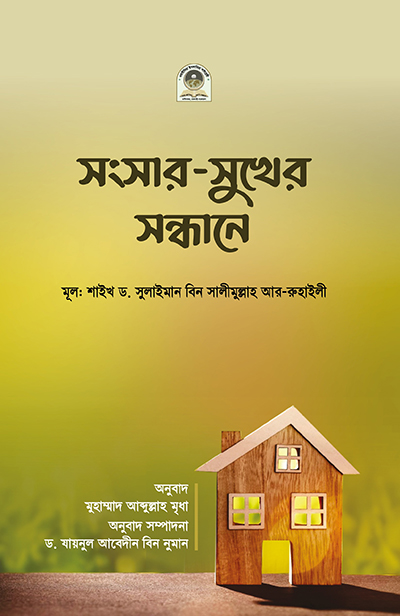 সংসার-সুখের
সন্ধানে
মূল: শাইখ ড. সুলাইমান বিন সালীমুল্লাহ আর-রুহাইলী
অনুবাদ
মুহাম্মাদ আব্দুল্লাহ মৃধা
অনুবাদ সম্পাদনা
ড. যায়নুল আবেদীন বিন নুমান